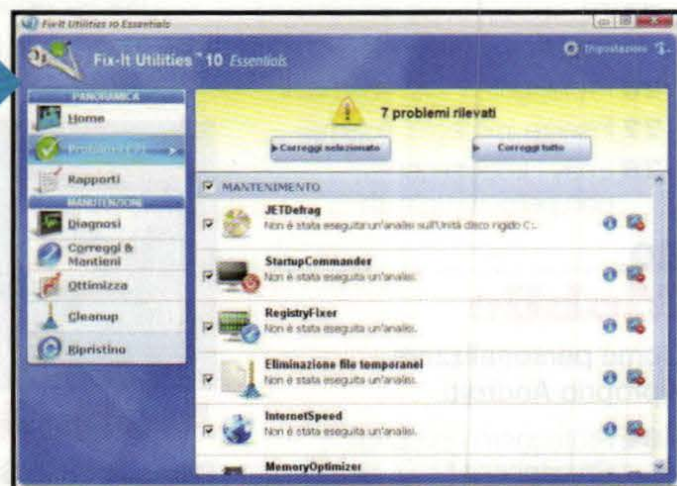 Fix-It Utilities 10 Essentials
Fix-It Utilities™ 10 Essentials
Impostazioni
PANORAMICA
Home
Problemi
Rapporti
MANUTENZIONE
Diagnosi
Correggi & Mantieni
Ottimizza
Cleanup
Ripristino
7 problemi rilevati
Correggi selezionato
Correggi tutto
MANTENIMENTO
JETDefrag
Non è stata eseguita un'analisi sull'Unità disco rigido C:.
StartupCommander
Non è stata eseguita un'analisi.
RegistryFixer
Non è stata eseguita un'analisi.
Eliminazione file temporanei
Non è stata eseguita un'analisi.
InternetSpeed
Non è stata eseguita un'analisi.
MemoryOptimizer